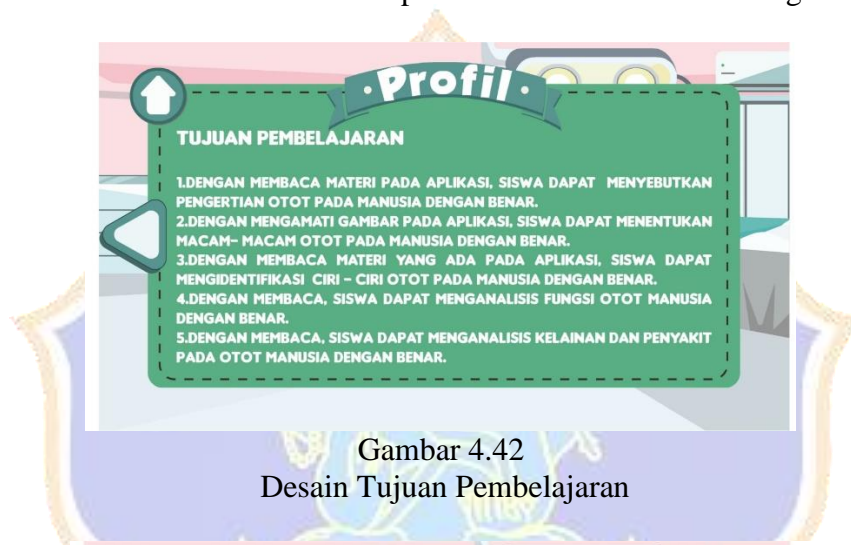 Profil
TUJUAN PEMBELAJARAN
1.DENGAN MEMBACA MATERI PADA APLIKASI, SISWA DAPAT MENYEBUTKAN
PENGERTIAN OTOT PADA MANUSIA DENGAN BENAR.
2.DENGAN MENGAMATI GAMBAR PADA APLIKASI, SISWA DAPAT MENENTUKAN
MACAM- MACAM OTOT PADA MANUSIA DENGAN BENAR.
3.DENGAN MEMBACA MATERI YANG ADA PADA APLIKASI, SISWA DAPAT
MENGIDENTIFIKASI CIRI - CIRI OTOT PADA MANUSIA DENGAN BENAR.
4.DENGAN MEMBACA, SISWA DAPAT MENGANALISIS FUNGSI OTOT MANUSIA
DENGAN BENAR.
5.DENGAN MEMBACA, SISWA DAPAT MENGANALISIS KELAINAN DAN PENYAKIT
PADA OTOT MANUSIA DENGAN BENAR.
Gambar 4.42
Desain Tujuan Pembelajaran